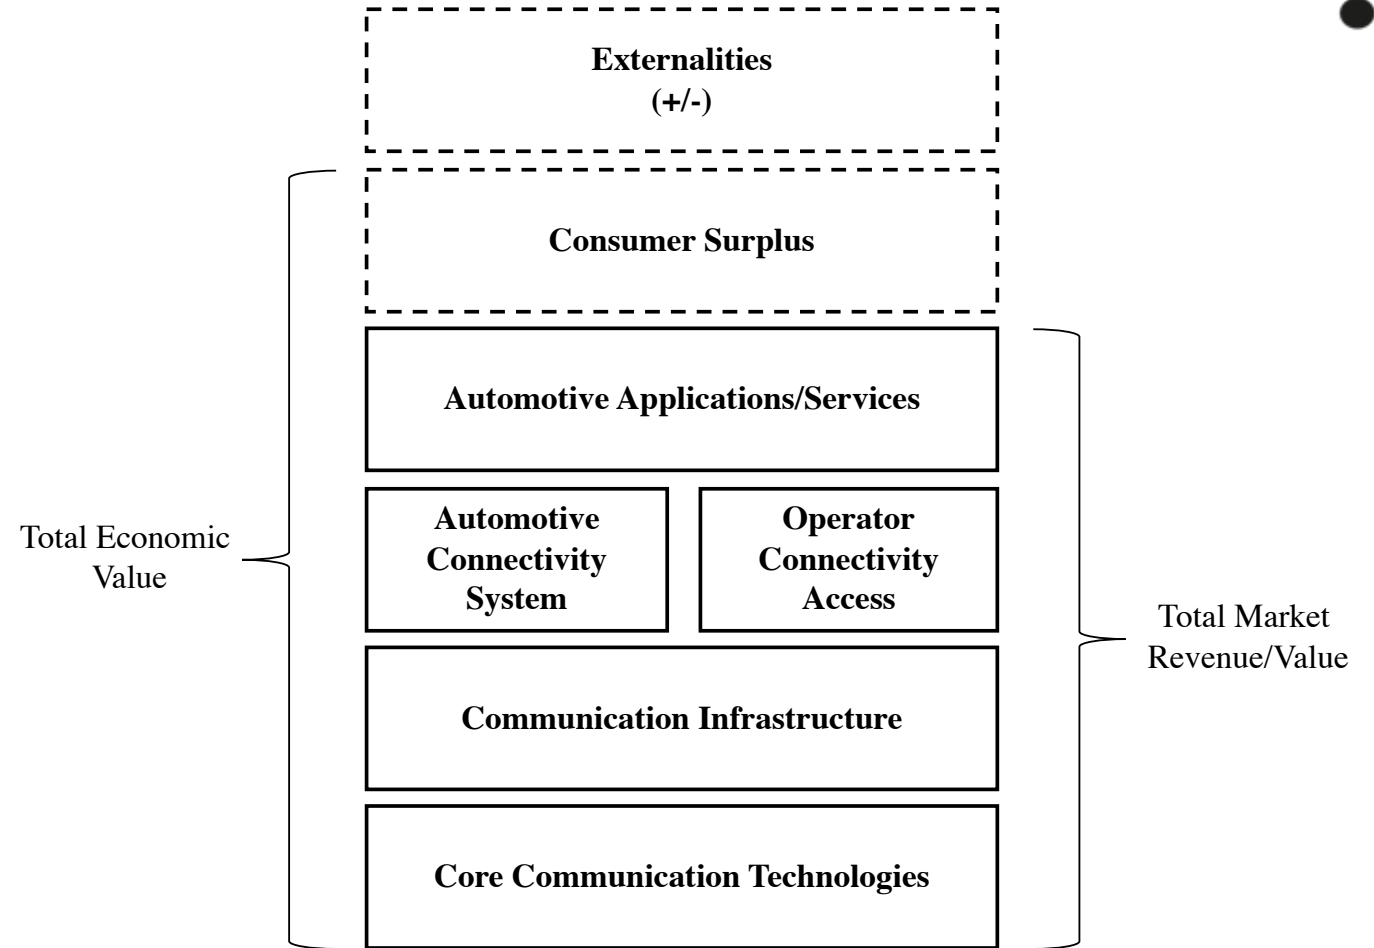 Externalities
(+/-)
Consumer Surplus
Automotive Applications/Services
Automotive
Connectivity
System
Operator
Connectivity
Access
Total Economic
Value
Total Market
Revenue/Value
Communication Infrastructure
Core Communication Technologies